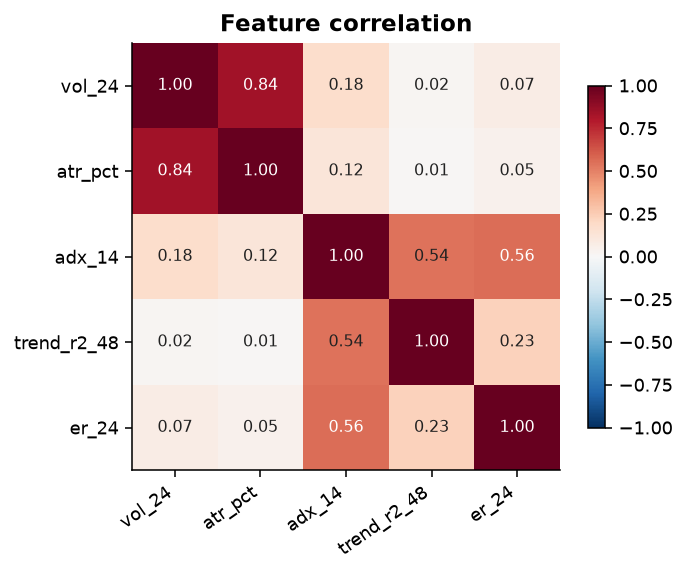 Feature correlation
vol_24 1.00 0.84 0.18 0.02 0.07
atr_pct 0.84 1.00 0.12 0.01 0.05
adx_14 0.18 0.12 1.00 0.54 0.56
trend_r2_48 0.02 0.01 0.54 1.00 0.23
er_24 0.07 0.05 0.56 0.23 1.00
vol_24 atr_pct adx_14 trend_r2_48 er_24
1.00
0.75
0.50
0.25
0.00
−0.25
−0.50
−0.75
−1.00